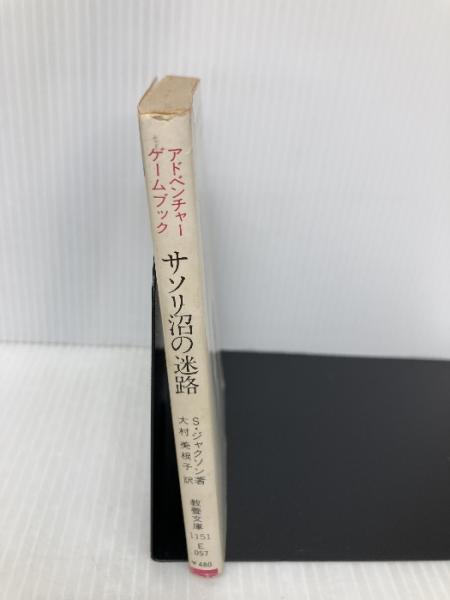 アドベンチャー
ゲームブック
サソリ沼の迷路
S・ジャクソン著
大村美根子 訳
教養文庫
1151
E
057
￥480